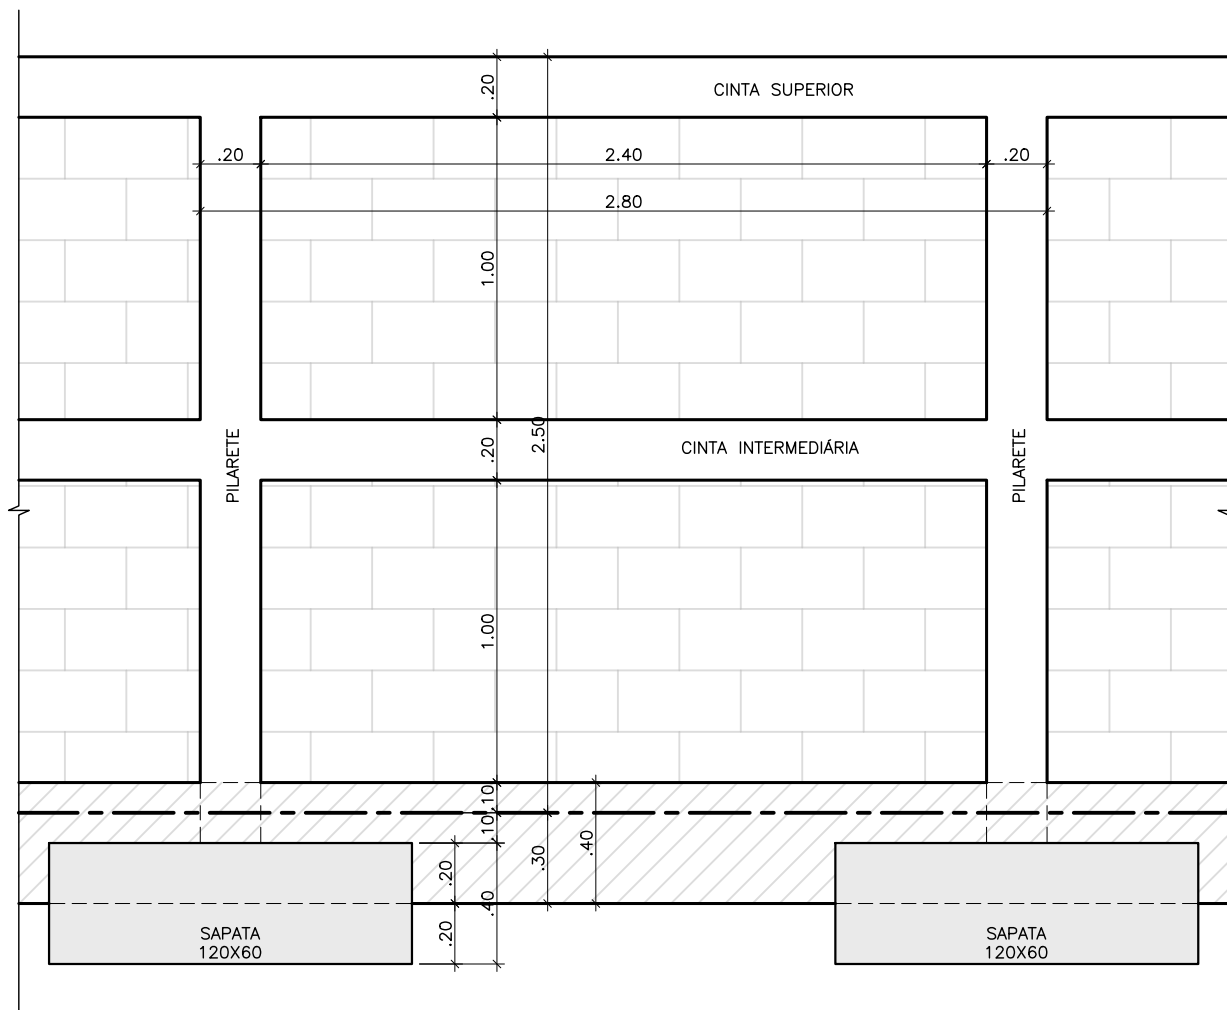 .20
CINTA SUPERIOR
.20
2.40
.20
2.80
1.00
.20
2.50
CINTA INTERMEDIÁRIA
PILARETE
PILARETE
1.00
.10
.10
.20
.30
.40
.40
.20
SAPATA
120X60
SAPATA
120X60